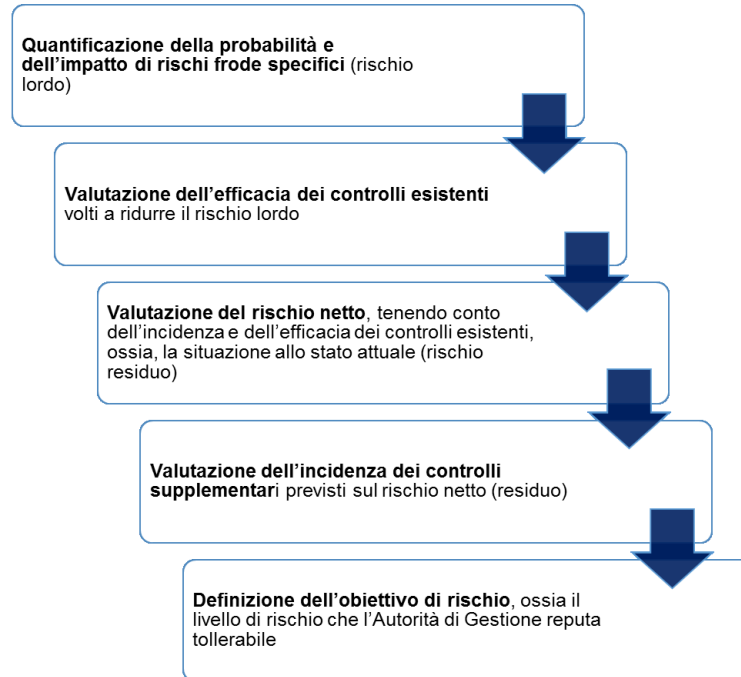 Quantificazione della probabilità e
dell'impatto di rischi frode specifici (rischio
lordo)
Valutazione dell'efficacia dei controlli esistenti
volti a ridurre il rischio lordo
Valutazione del rischio netto, tenendo conto
dell'incidenza e dell'efficacia dei controlli esistenti,
ossia, la situazione allo stato attuale (rischio
residuo)
Valutazione dell'incidenza dei controlli
supplementari previsti sul rischio netto (residuo)
Definizione dell'obiettivo di rischio, ossia il
livello di rischio che l'Autorità di Gestione reputa
tollerabile